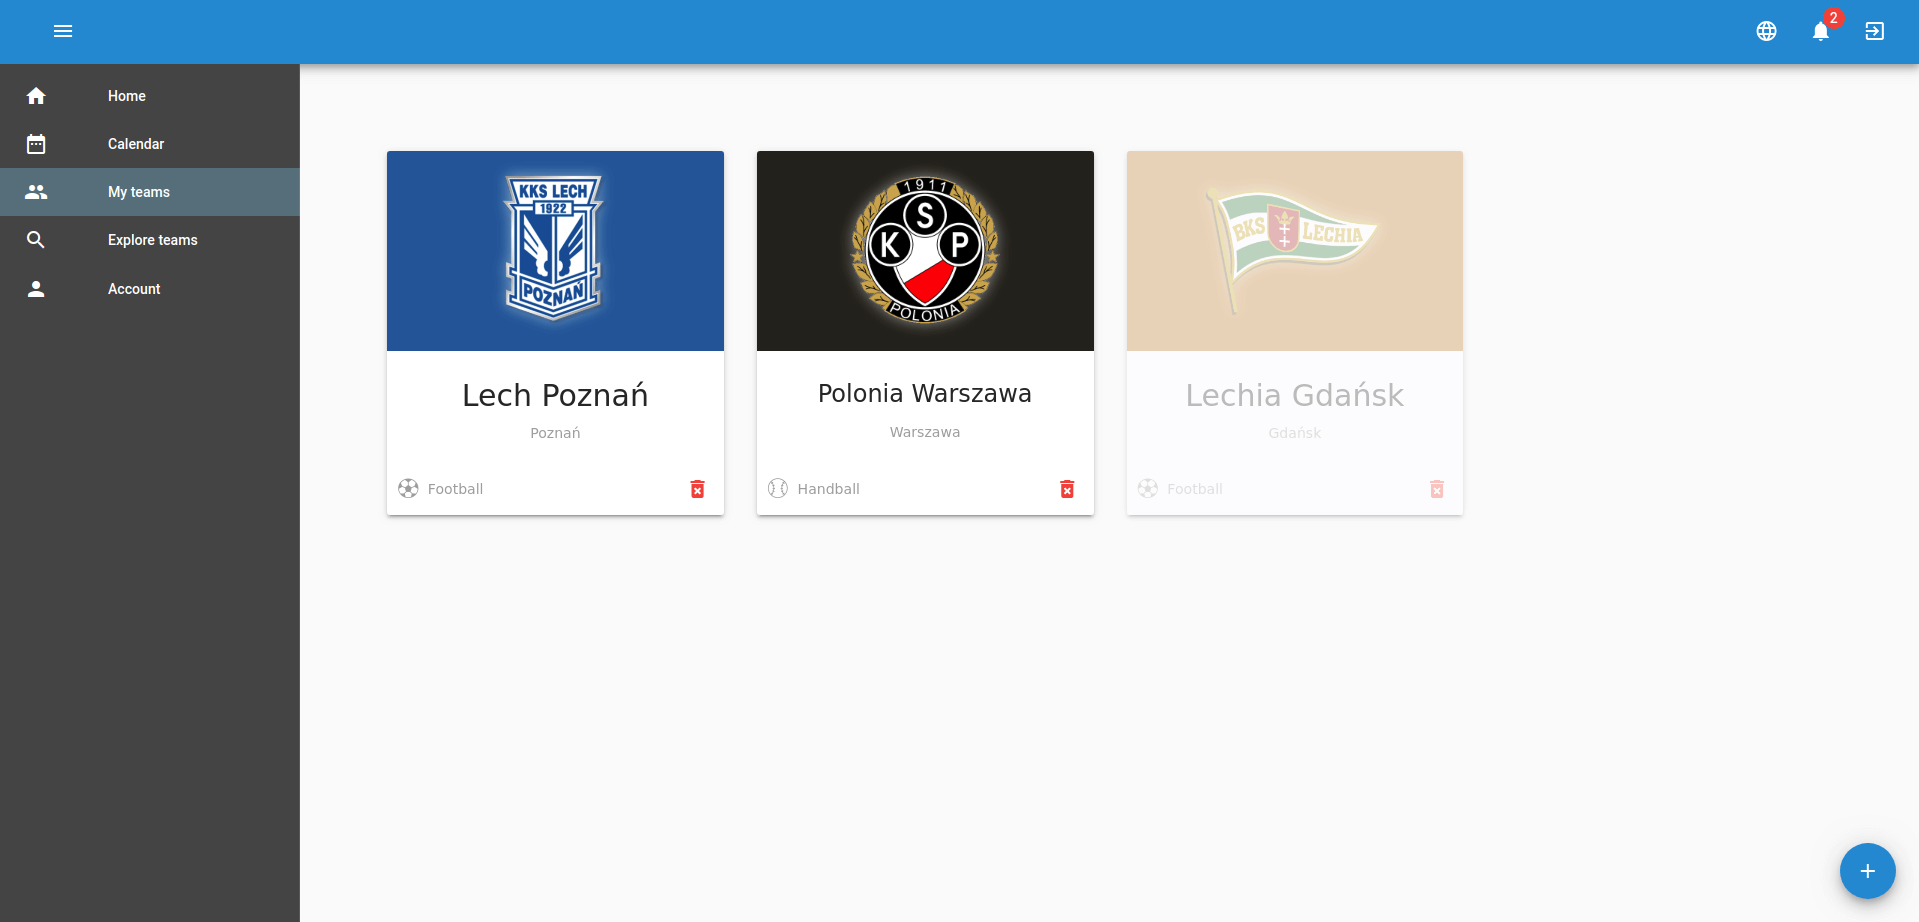 2
Home
Calendar
My teams
Explore teams
Account
KKS LECH
1922
POZNAŃ
Lech Poznań
Poznań
Football
1911
S
K P
POLONIA
Polonia Warszawa
Warszawa
Handball
BKS LECHIA
Lechia Gdańsk
Gdańsk
Football